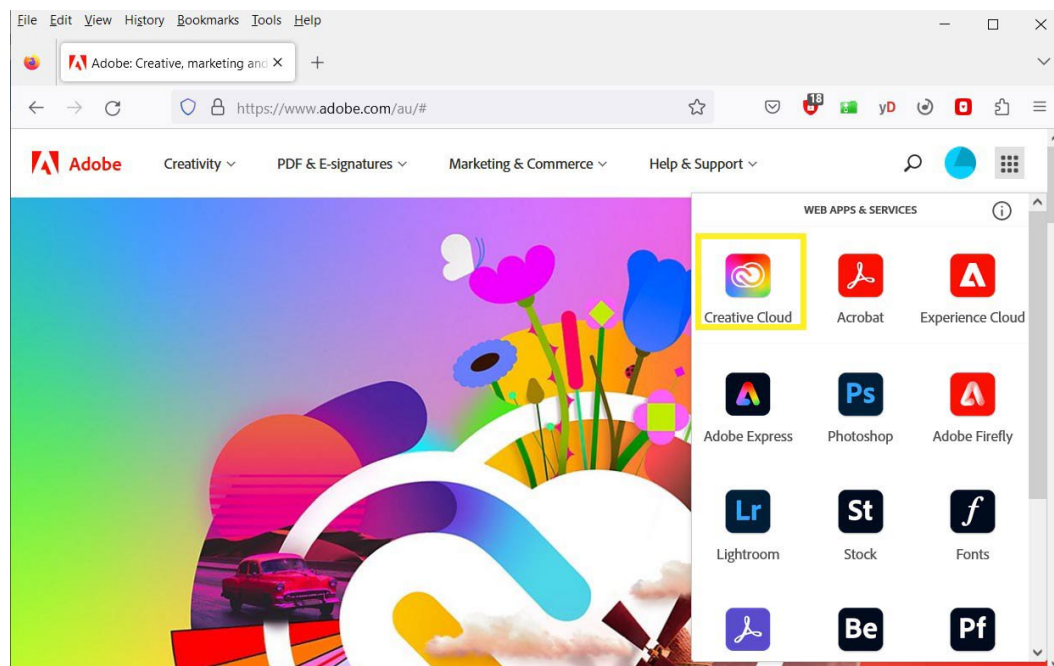 File Edit View History Bookmarks Tools Help
Adobe: Creative, marketing and
https://www.adobe.com/au/#
18
yD
Adobe Creativity PDF & E-signatures Marketing & Commerce Help & Support
WEB APPS & SERVICES
Creative Cloud Acrobat Experience Cloud
Ps
Adobe Express Photoshop Adobe Firefly
Lr St f
Lightroom Stock Fonts
Be Pf